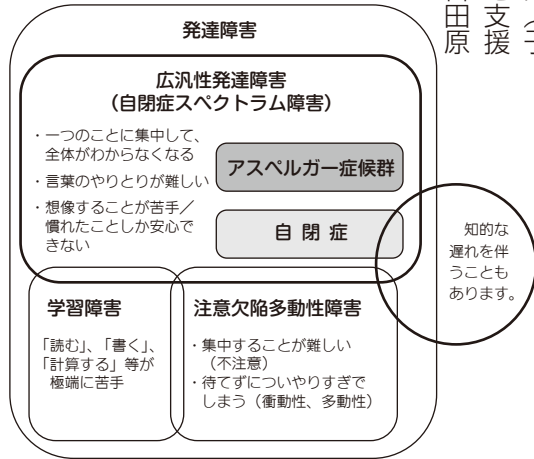 発達障害
広汎性発達障害
（自閉症スペクトラム障害）
・一つのことに集中して、
全体がわからなくなる
・言葉のやりとりが難しい
・想像することが苦手／
慣れたことしか安心で
きない
アスペルガー症候群
自閉症
知的な
遅れを伴
うことも
あります。
学習障害
「読む」、「書く」、
「計算する」等が
極端に苦手
注意欠陥多動性障害
・集中することが難しい
（不注意）
・待てずについやりすぎで
しまう（衝動性、多動性）
支援
田原